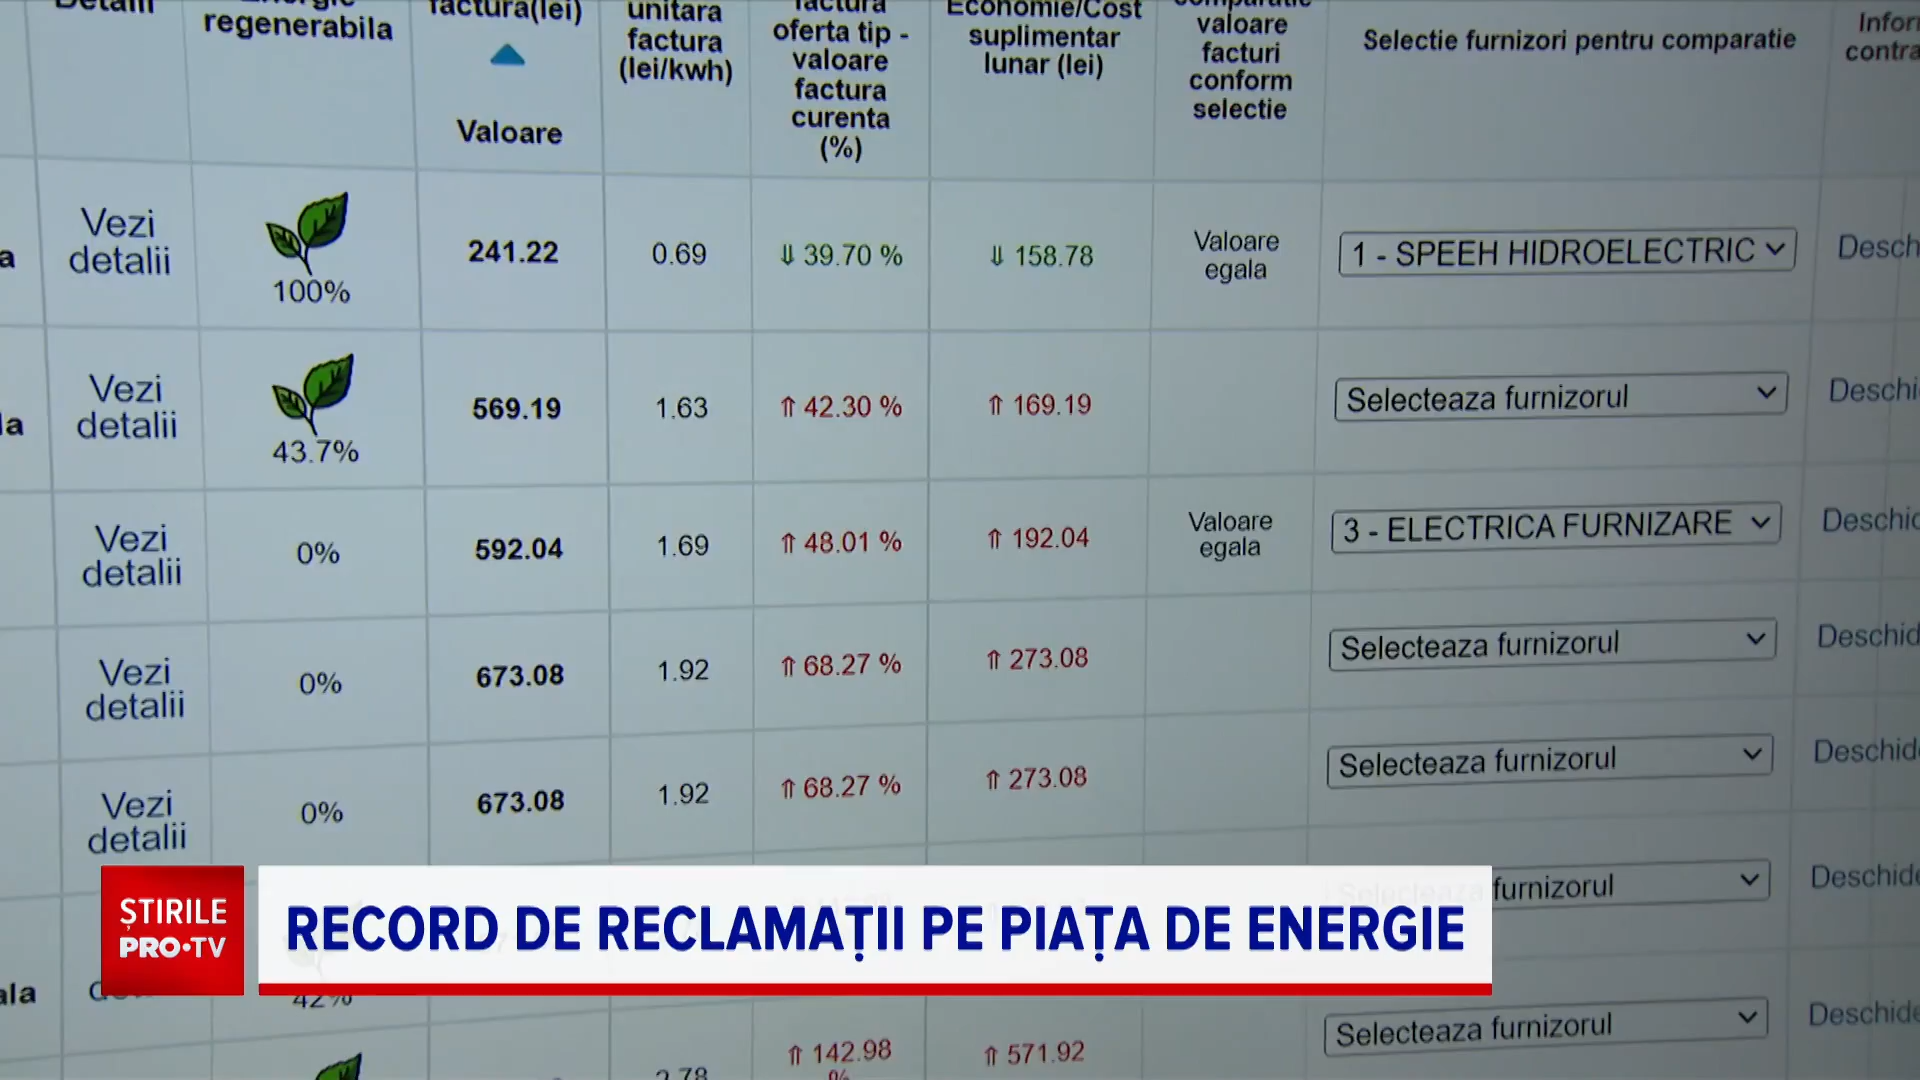 Detalii
regenerabila
factura(lei)
Valoare
unitara
factura
(lei/kwh)
factura
oferta tip -
valoare
factura
curenta
(%)
Economie/Cost
suplimentar
lunar (lei)
valoare
facturi
conform
selectie
Selectie furnizori pentru comparatie
Vezi
detalii
100%
241.22
0.69
⇓ 39.70 %
⇓ 158.78
Valoare
egala
1 - SPEEH HIDROELECTRIC
Vezi
detalii
43.7%
569.19
1.63
⇑ 42.30 %
⇑ 169.19
Selecteaza furnizorul
Vezi
detalii
0%
592.04
1.69
⇑ 48.01 %
⇑ 192.04
Valoare
egala
3 - ELECTRICA FURNIZARE
Vezi
detalii
0%
673.08
1.92
⇑ 68.27 %
⇑ 273.08
Selecteaza furnizorul
Vezi
detalii
0%
673.08
1.92
⇑ 68.27 %
⇑ 273.08
Selecteaza furnizorul
furnizorul
ȘTIRILE
PRO•TV
RECORD DE RECLAMAȚII PE PIAȚA DE ENERGIE
42%
⇑ 142.98
%
⇑ 571.92
Selecteaza furnizorul
2.78